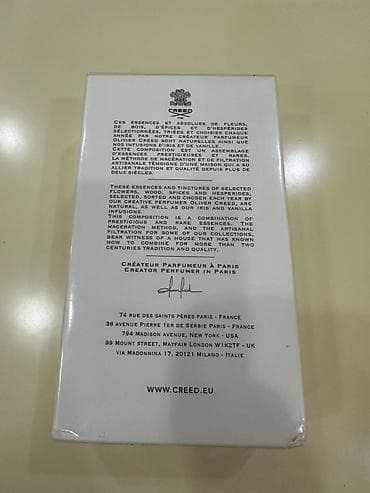 CREED
CES ESSENCES ET ABSOLUES DE FLEURS,
DE BOIS, D'ÉPICES ET D'HESPÉRIDES
SÉLECTIONNÉES, TRIÉES ET CHOISIES CHAQUE
ANNÉE PAR NOTRE CRÉATEUR PARFUMEUR
OLIVIER CREED SONT NATURELLES AINSI QUE
NOS INFUSIONS D'IRIS ET DE VANILLE.
CETTE COMPOSITION EST UN ASSEMBLAGE
D'ESSENCES PRESTIGIEUSES ET RARES.
LA MÉTHODE DE MACÉRATION ET DE FILTRATION
ARTISANALE TÉMOIGNE D'UNE MAISON QUI A SU
ALLIER TRADITION ET QUALITÉ DEPUIS PLUS DE
DEUX SIÈCLES.
THESE ESSENCES AND TINCTURES OF SELECTED
FLOWERS, WOOD, SPICES AND HESPERIDES,
SELECTED, SORTED AND CHOSEN EACH YEAR BY
OUR CREATIVE PERFUMER OLIVER CREED, ARE
NATURAL, AS WELL AS OUR IRIS AND VANILLA
INFUSIONS.
THIS COMPOSITION IS A COMBINATION OF
PRESTIGIOUS AND RARE ESSENCES. THE
MACERATION METHOD, AND THE ARTISANAL
FILTRATION FOR SOME OF OUR COLLECTIONS,
BEAR WITNESS OF A HOUSE THAT HAS KNOWN
HOW TO COMBINE FOR MORE THAN TWO
CENTURIES TRADITION AND QUALITY.
CRÉATEUR PARFUMEUR À PARIS
CREATOR PERFUMER IN PARIS
74 RUE DES SAINTS PÈRES PARIS - FRANCE
38 AVENUE PIERRE 1ER DE SERBIE PARIS - FRANCE
794 MADISON AVENUE, NEW YORK - USA
99 MOUNT STREET, MAYFAIR LONDON W1K2TF - UK
VIA MADONNINA 17, 20121 MILANO - ITALIE
WWW.CREED.EU